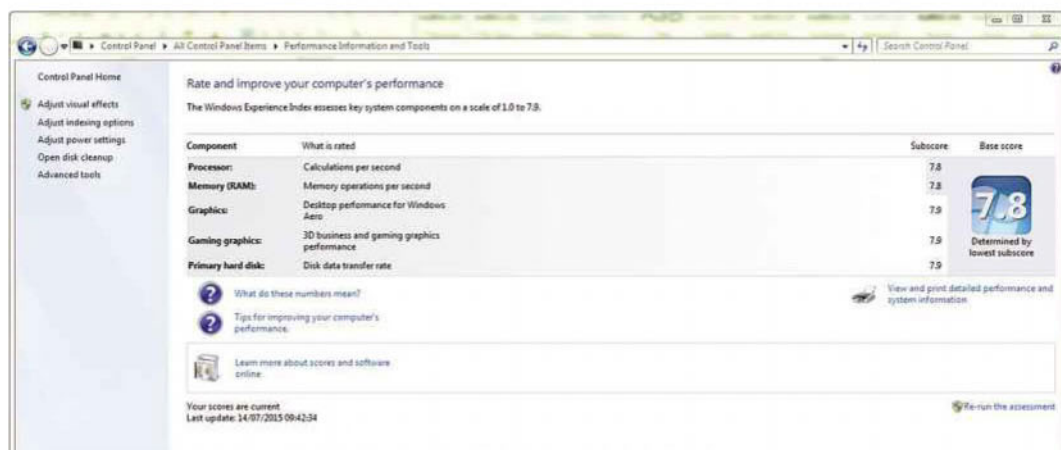 Control Panel ▸ All Control Panel Items ▸ Performance Information and Tools
Search Control Panel
Control Panel Home
Adjust visual effects
Adjust indexing options
Adjust power settings
Open disk cleanup
Advanced tools
Rate and improve your computer's performance
The Windows Experience Index assesses key system components on a scale of 1.0 to 7.9.
Component What is rated Subscore Base score
Processor: Calculations per second 7.8
Memory (RAM): Memory operations per second 7.8
Graphics: Desktop performance for Windows
Aero 7.9
Gaming graphics: 3D business and gaming graphics
performance 7.9
Primary hard disk: Disk data transfer rate 7.9
7.8
Determined by
lowest subscore
What do these numbers mean?
View and print detailed performance and
system information
Tips for improving your computer's
performance.
Learn more about scores and software
online
Your scores are current
Last update: 14/07/2015 09:42:34
Re-run the assessment